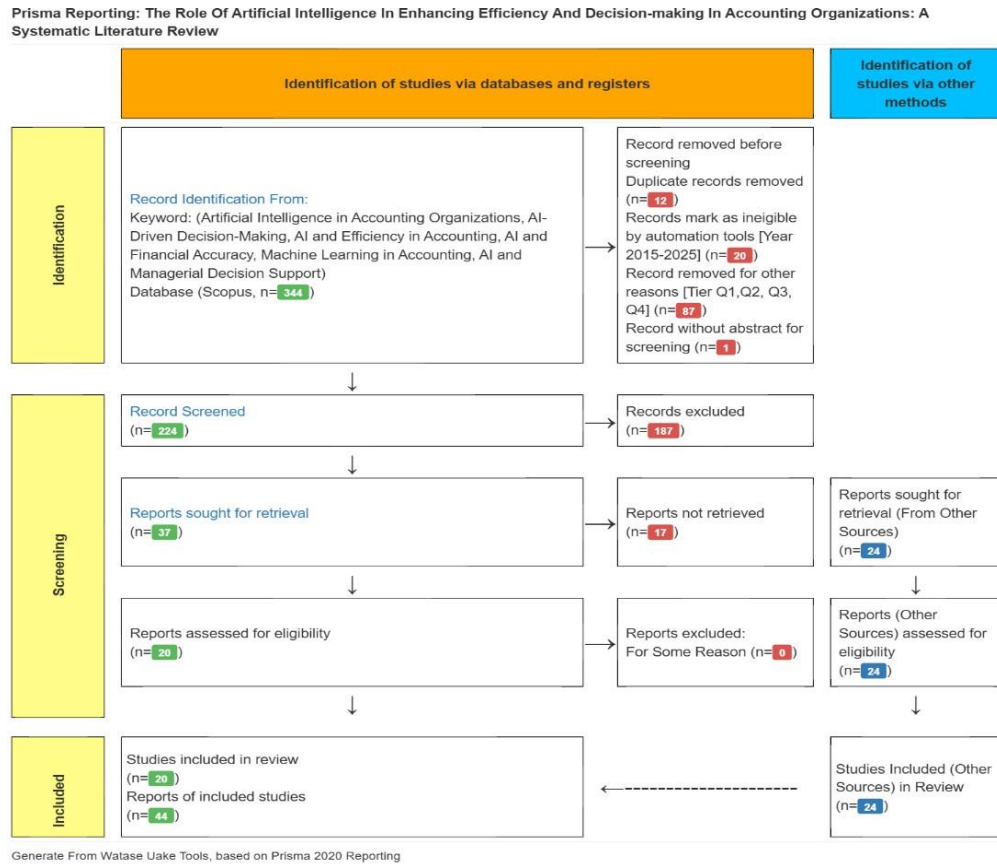 Prisma Reporting: The Role Of Artificial Intelligence In Enhancing Efficiency And Decision-making In Accounting Organizations: A
Systematic Literature Review
Identification of studies via databases and registers
Identification of
studies via other
methods
Identification
Record Identification From:
Keyword: (Artificial Intelligence in Accounting Organizations, AI-
Driven Decision-Making, AI and Efficiency in Accounting, AI and
Financial Accuracy, Machine Learning in Accounting, AI and
Managerial Decision Support)
Database (Scopus, n= 344 )
Record removed before
screening
Duplicate records removed
(n= 12 )
Records mark as ineigible
by automation tools [Year
2015-2025] (n= 20 )
Record removed for other
reasons [Tier Q1,Q2, Q3,
Q4] (n= 87 )
Record without abstract for
screening (n= 1 )
Screening
Record Screened
(n= 224 )
Records excluded
(n= 187 )
Reports sought for retrieval
(n= 37 )
Reports not retrieved
(n= 17 )
Reports sought for
retrieval (From Other
Sources)
(n= 24 )
Reports assessed for eligibility
(n= 20 )
Reports excluded:
For Some Reason (n= 0 )
Reports (Other
Sources) assessed for
eligibility
(n= 24 )
Included
Studies included in review
(n= 20 )
Reports of included studies
(n= 44 )
Studies Included (Other
Sources) in Review
(n= 24 )
Generate From Watase Uake Tools, based on Prisma 2020 Reporting